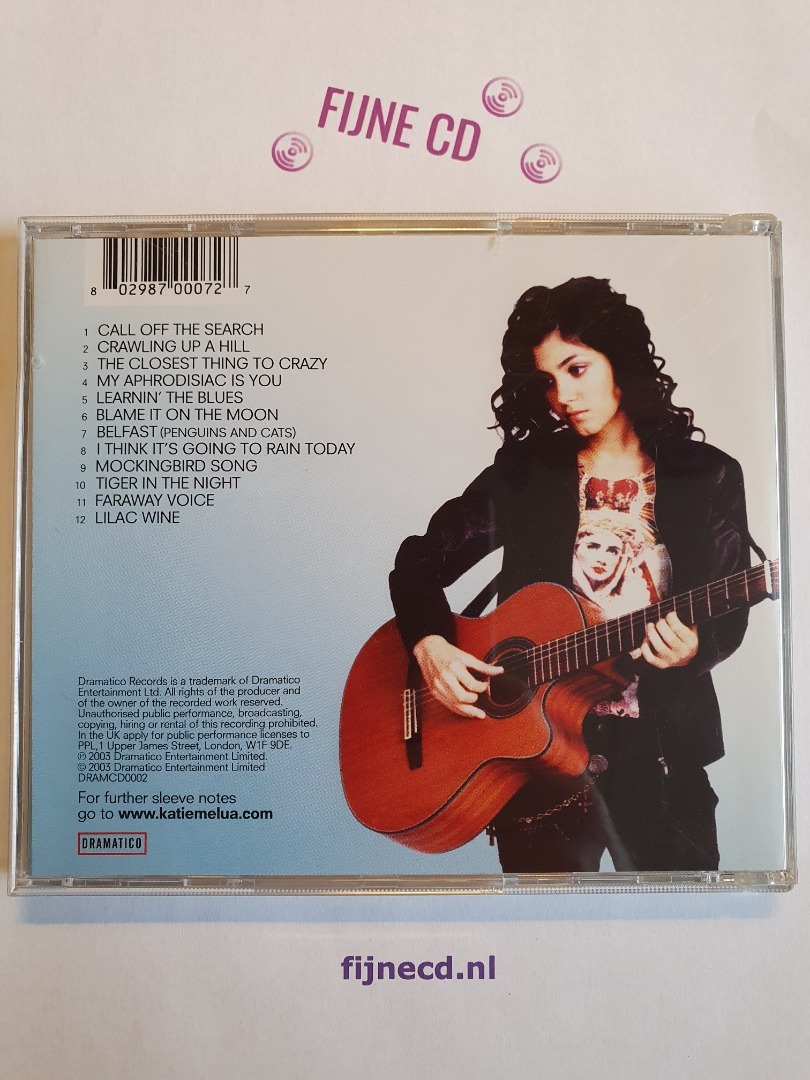 FIJNE CD
8 02987 00072 7
1 CALL OFF THE SEARCH
2 CRAWLING UP A HILL
3 THE CLOSEST THING TO CRAZY
4 MY APHRODISIAC IS YOU
5 LEARNIN' THE BLUES
6 BLAME IT ON THE MOON
7 BELFAST (PENGUINS AND CATS)
8 I THINK IT'S GOING TO RAIN TODAY
9 MOCKINGBIRD SONG
10 TIGER IN THE NIGHT
11 FARAWAY VOICE
12 LILAC WINE
Dramatico Records is a trademark of Dramatico
Entertainment Ltd. All rights of the producer and
of the owner of the recorded work reserved.
Unauthorised public performance, broadcasting,
copying, hiring or rental of this recording prohibited.
In the UK apply for public performance licenses to
PPL,1 Upper James Street, London, W1F 9DE.
℗ 2003 Dramatico Entertainment Limited.
© 2003 Dramatico Entertainment Limited
DRAMCD0002
For further sleeve notes
go to www.katiemelua.com
DRAMATICO
fijnecd.nl